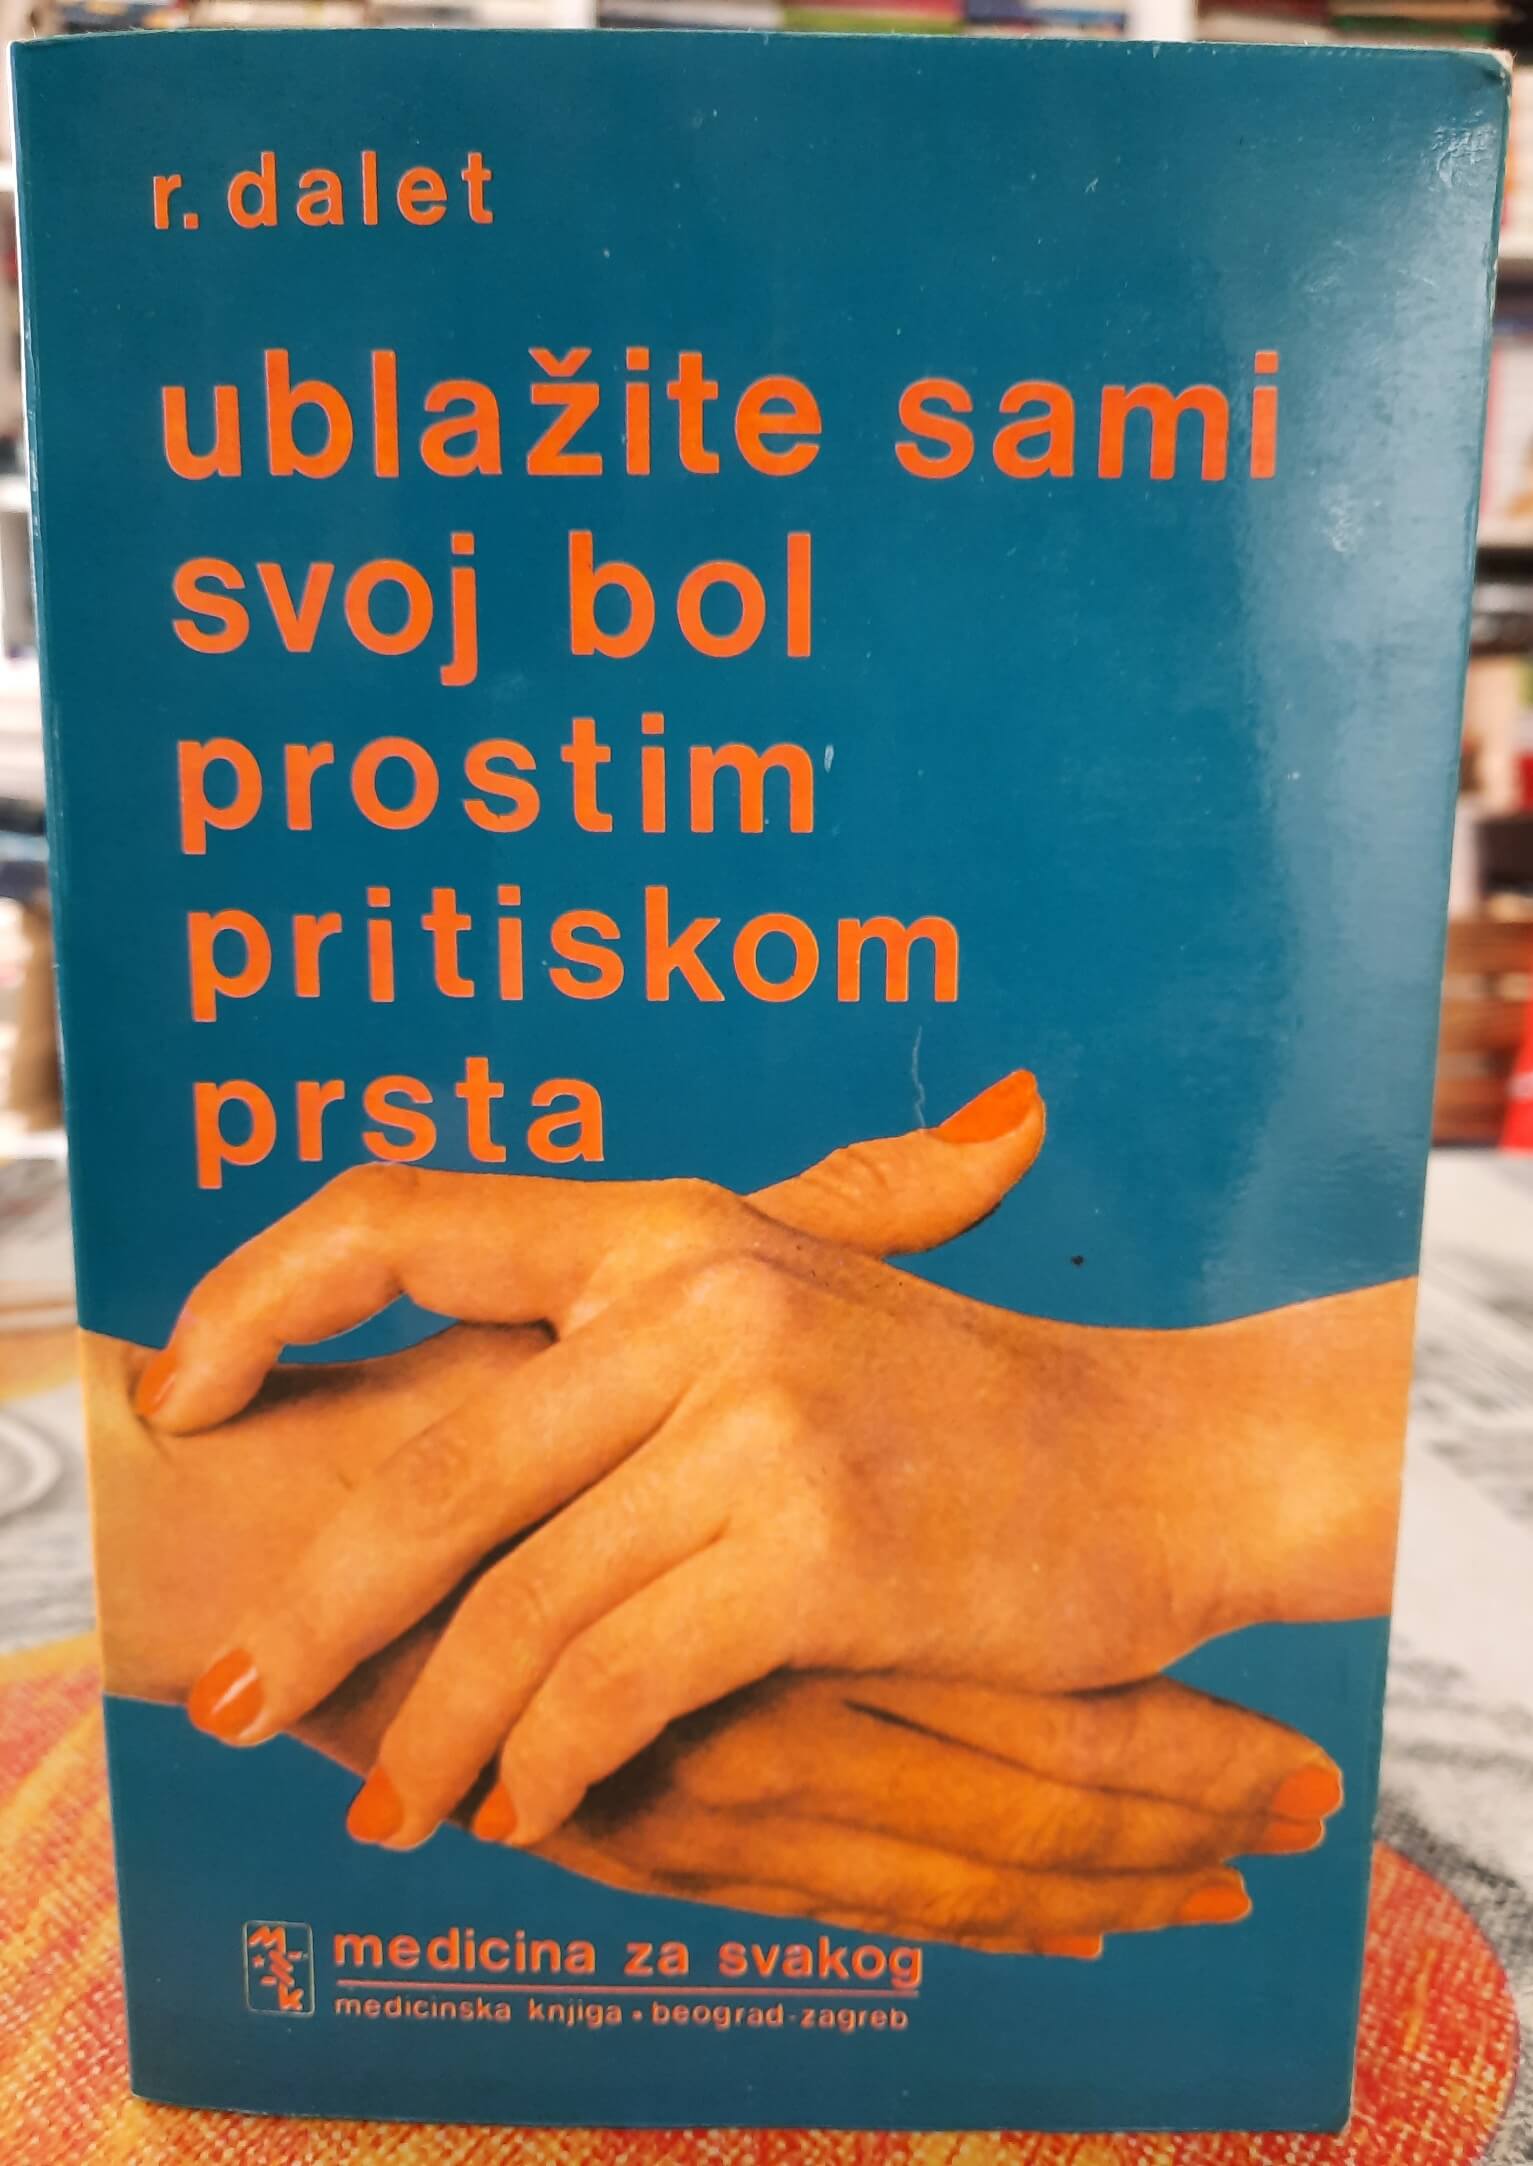 r. dalet
ublažite sami
svoj bol
prostim
pritiskom
prsta
medicina za svakog
medicinska knjiga • beograd-zagreb